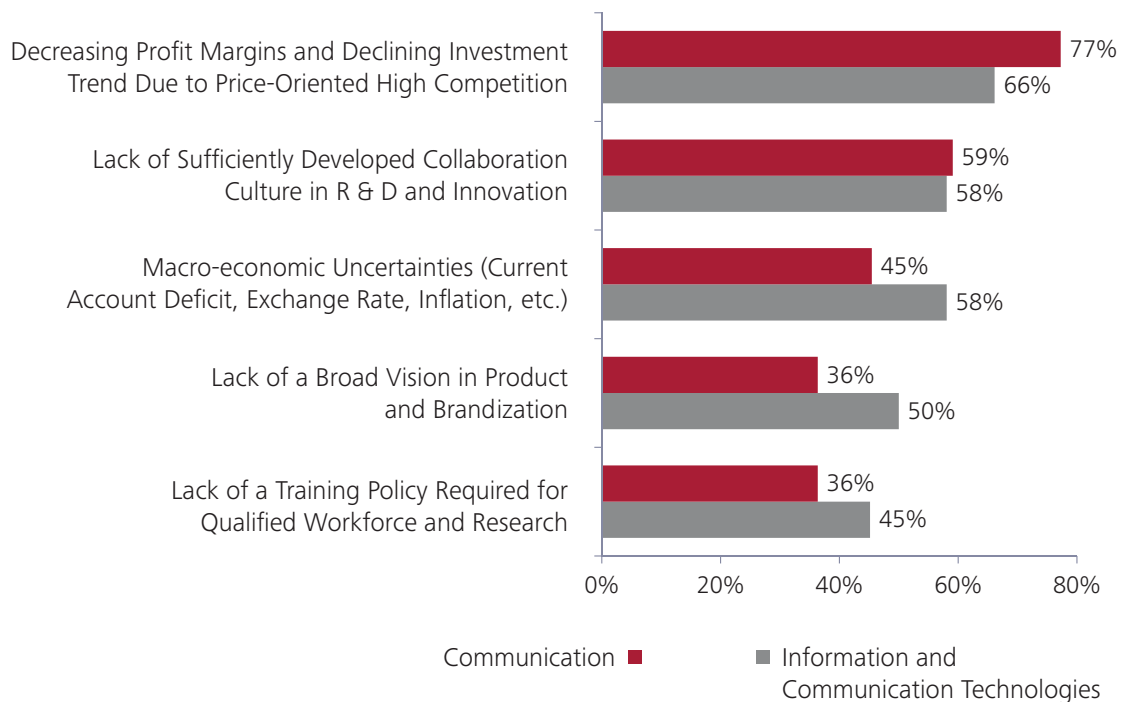 Decreasing Profit Margins and Declining Investment
Trend Due to Price-Oriented High Competition
77%
66%
Lack of Sufficiently Developed Collaboration
Culture in R & D and Innovation
59%
58%
Macro-economic Uncertainties (Current
Account Deficit, Exchange Rate, Inflation, etc.)
45%
58%
Lack of a Broad Vision in Product
and Brandization
36%
50%
Lack of a Training Policy Required for
Qualified Workforce and Research
36%
45%
0% 20% 40% 60% 80%
Communication
Information and
Communication Technologies